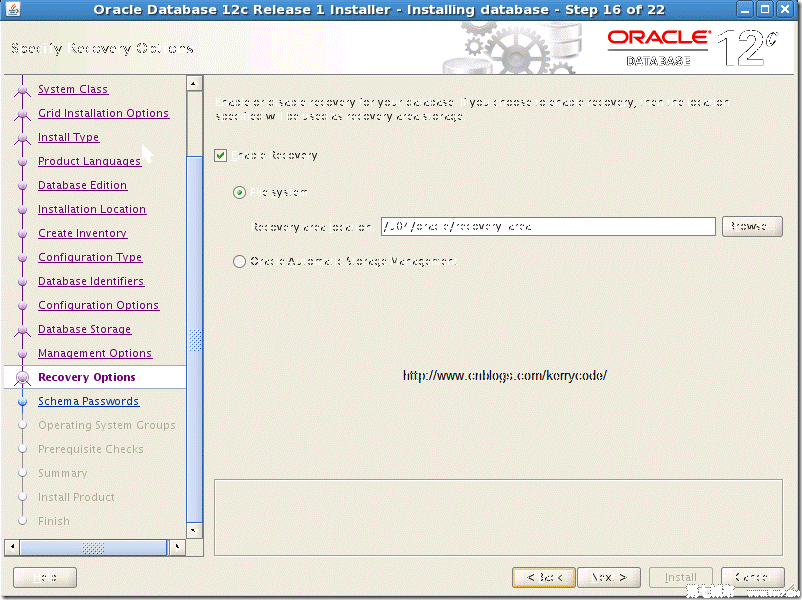 Oracle Database 12c Release 1 Installer - Installing database - Step 16 of 22
Specify Recovery Options
ORACLE
DATABASE
12c
System Class
Grid Installation Options
Install Type
Product Languages
Database Edition
Installation Location
Create Inventory
Configuration Type
Database Identifiers
Configuration Options
Database Storage
Management Options
Recovery Options
Schema Passwords
Operating System Groups
Prerequisite Checks
Summary
Install Product
Finish
Enable or disable recovery for your database. If you choose to enable recovery, then the location
specified will be used as recovery area storage.
Enable Recovery
File system
Recovery area location: /u04/oracle/recovery_area Browse...
Oracle Automatic Storage Management
http://www.cnblogs.com/kerrycode/
Help < Back Next > Install Cancel